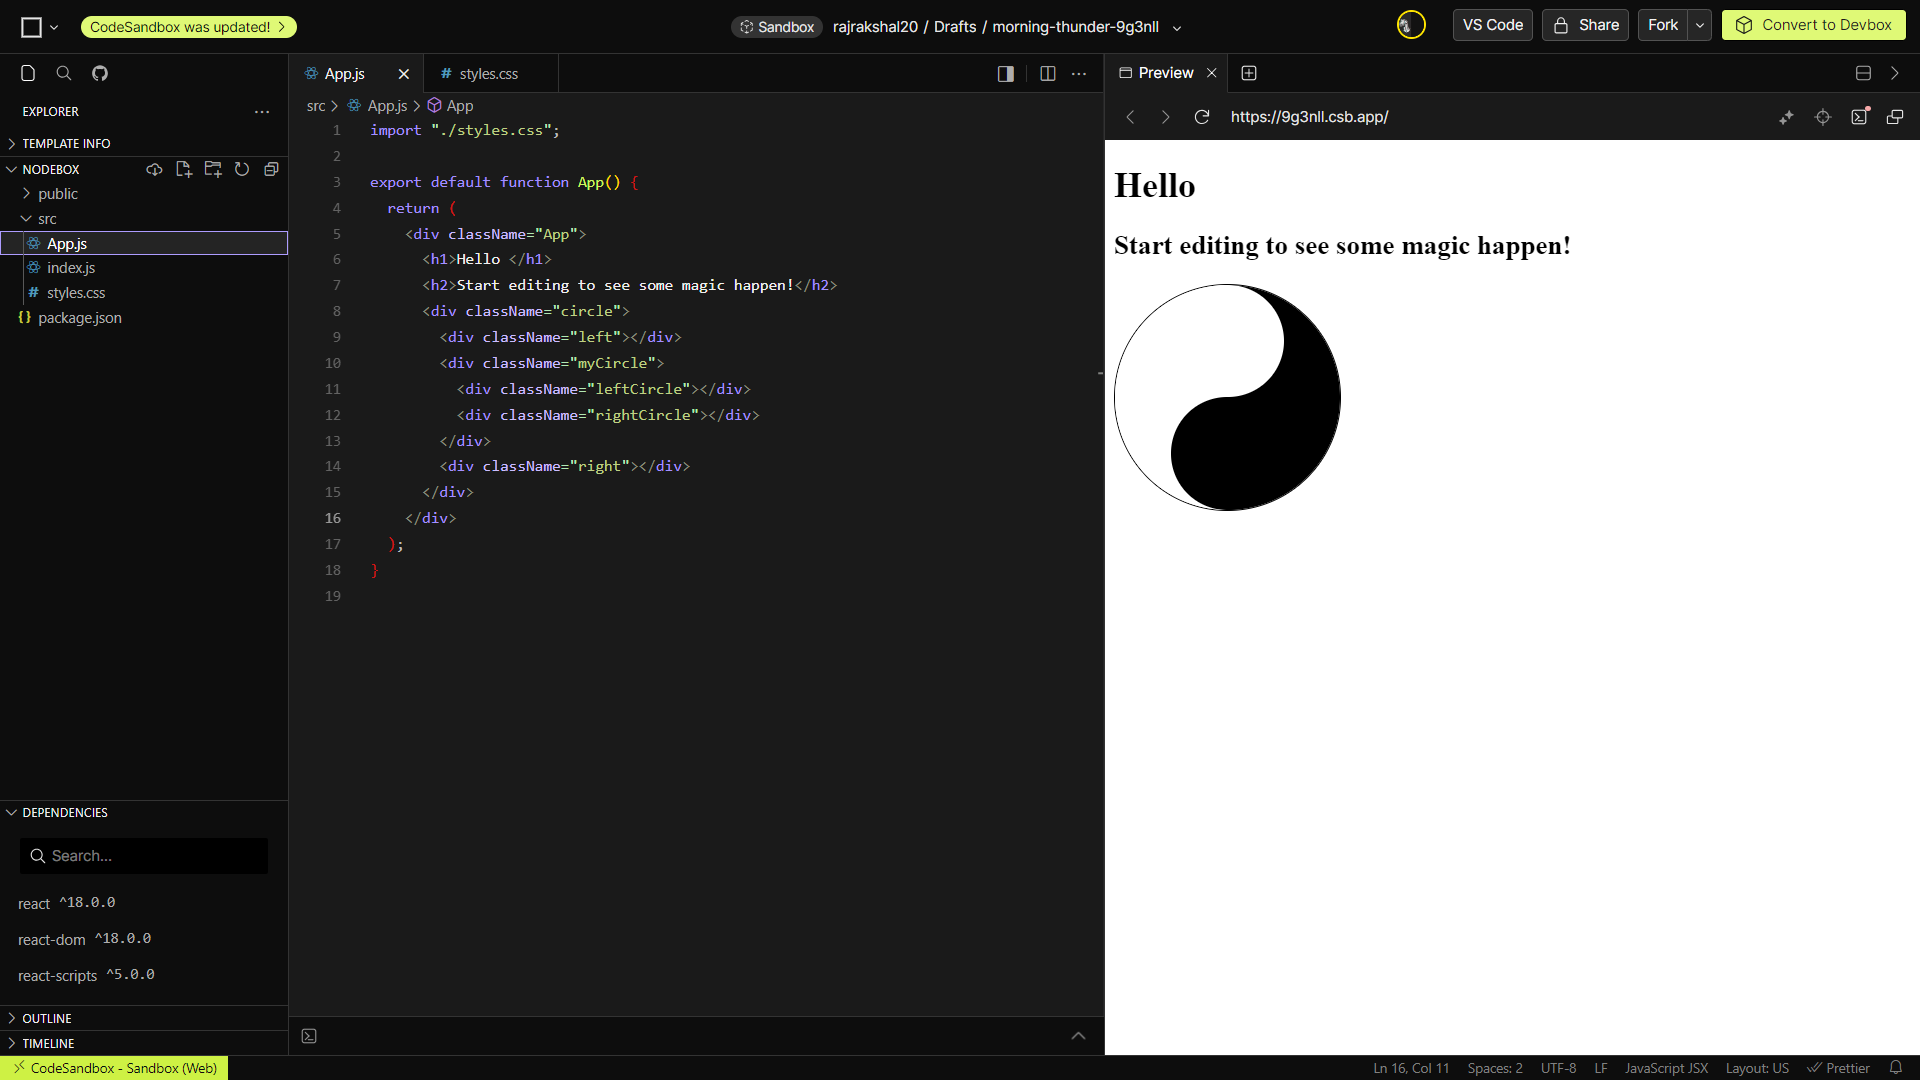 CodeSandbox was updated!
Sandbox rajrakshal20 / Drafts / morning-thunder-9g3nll
VS Code Share Fork Convert to Devbox
EXPLORER
TEMPLATE INFO
NODEBOX
public
src
App.js
index.js
# styles.css
{} package.json
DEPENDENCIES
Search...
react ^18.0.0
react-dom ^18.0.0
react-scripts ^5.0.0
OUTLINE
TIMELINE
App.js # styles.css
src > App.js > App
1 import "./styles.css";
2
3 export default function App() {
4 return (
5 <div className="App">
6 <h1>Hello </h1>
7 <h2>Start editing to see some magic happen!</h2>
8 <div className="circle">
9 <div className="left"></div>
10 <div className="myCircle">
11 <div className="leftCircle"></div>
12 <div className="rightCircle"></div>
13 </div>
14 <div className="right"></div>
15 </div>
16 </div>
17 );
18 }
19
Preview
https://9g3nll.csb.app/
Hello
Start editing to see some magic happen!
CodeSandbox - Sandbox (Web)
Ln 16, Col 11 Spaces: 2 UTF-8 LF JavaScript JSX Layout: US Prettier